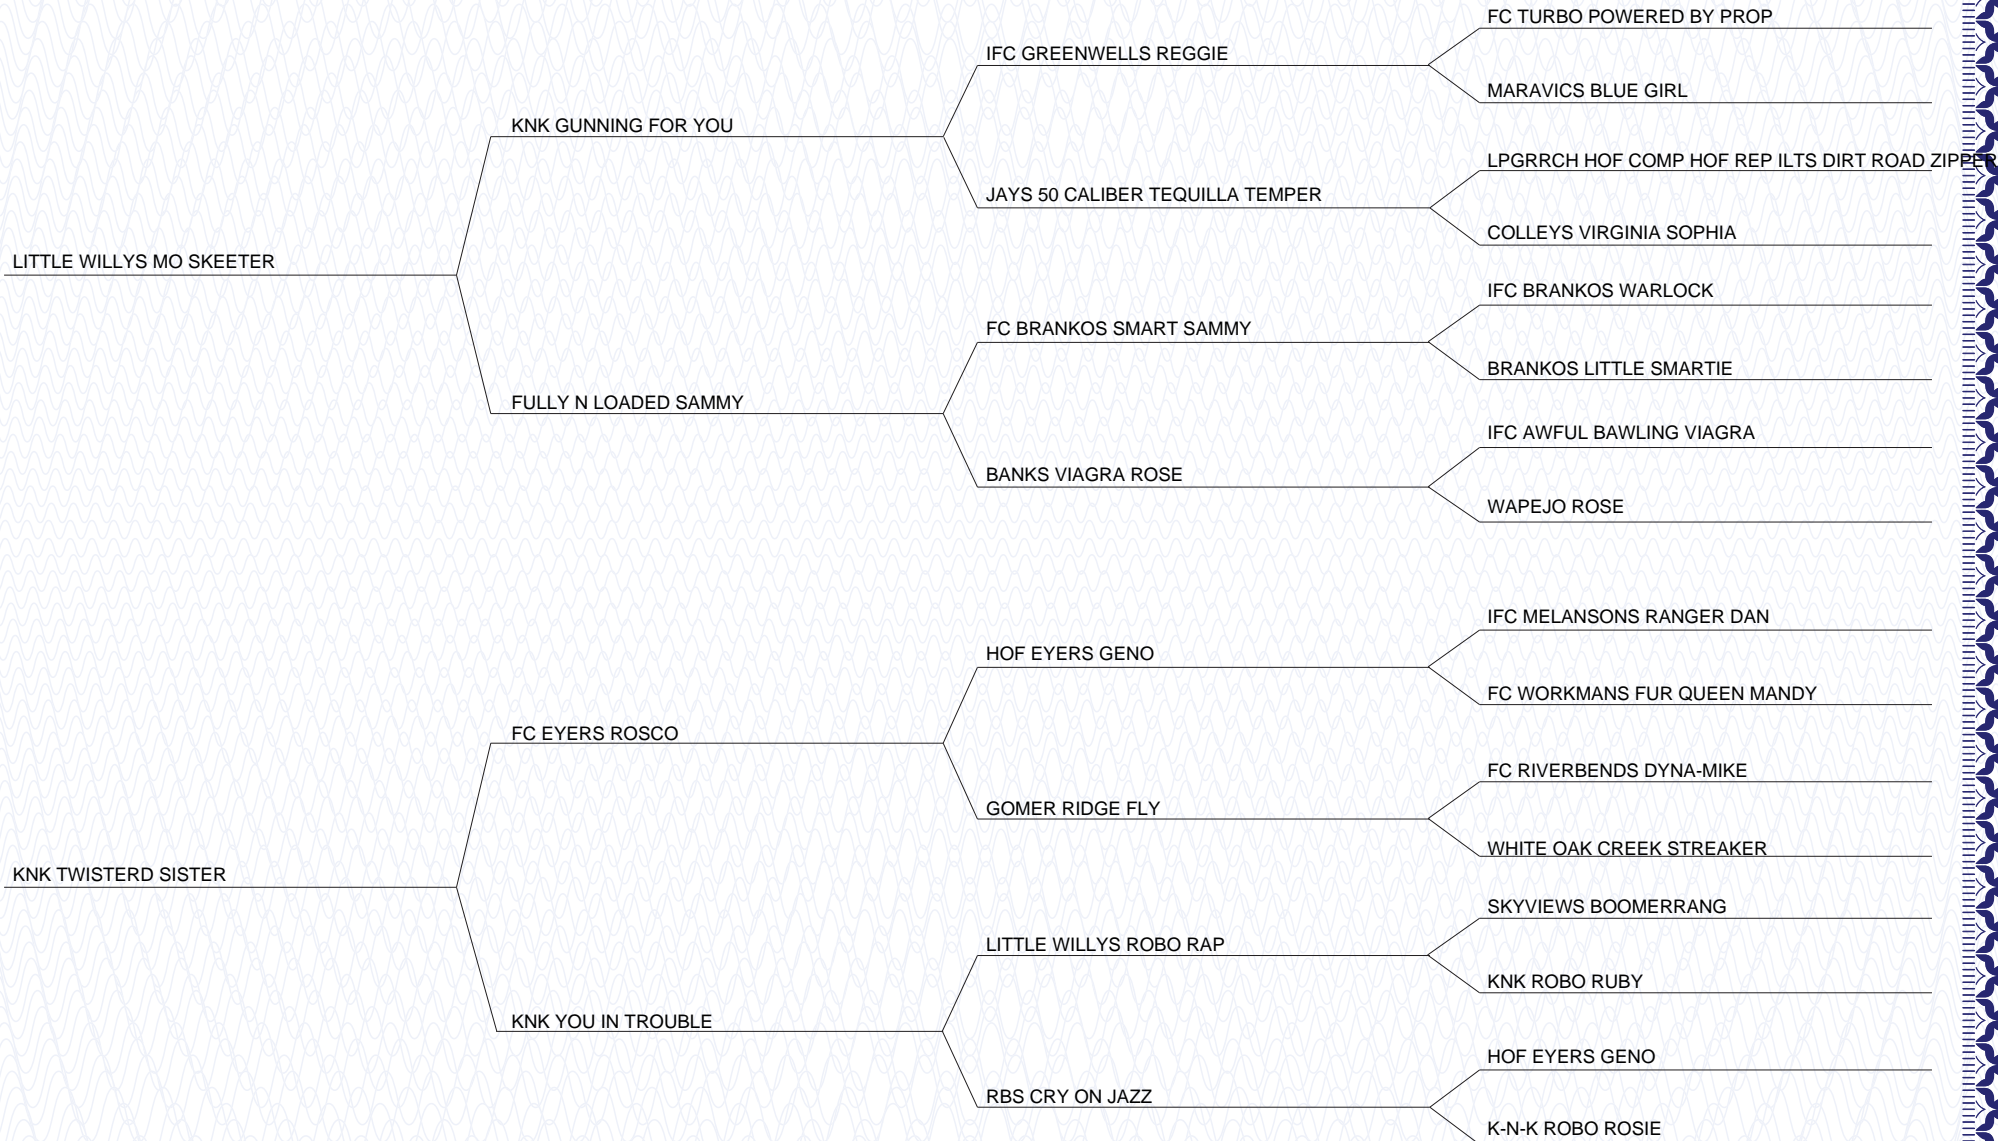 FC TURBO POWERED BY PROP
IFC GREENWELLS REGGIE
MARAVICS BLUE GIRL
KNK GUNNING FOR YOU
LPGRRCH HOF COMP HOF REP ILTS DIRT ROAD ZIPPER
JAYS 50 CALIBER TEQUILLA TEMPER
COLLEYS VIRGINIA SOPHIA
LITTLE WILLYS MO SKEETER
IFC BRANKOS WARLOCK
FC BRANKOS SMART SAMMY
BRANKOS LITTLE SMARTIE
FULLY N LOADED SAMMY
IFC AWFUL BAWLING VIAGRA
BANKS VIAGRA ROSE
WAPEJO ROSE
IFC MELANSONS RANGER DAN
HOF EYERS GENO
FC WORKMANS FUR QUEEN MANDY
FC EYERS ROSCO
FC RIVERBENDS DYNA-MIKE
GOMER RIDGE FLY
WHITE OAK CREEK STREAKER
KNK TWISTERD SISTER
SKYVIEWS BOOMERRANG
LITTLE WILLYS ROBO RAP
KNK ROBO RUBY
KNK YOU IN TROUBLE
HOF EYERS GENO
RBS CRY ON JAZZ
K-N-K ROBO ROSIE